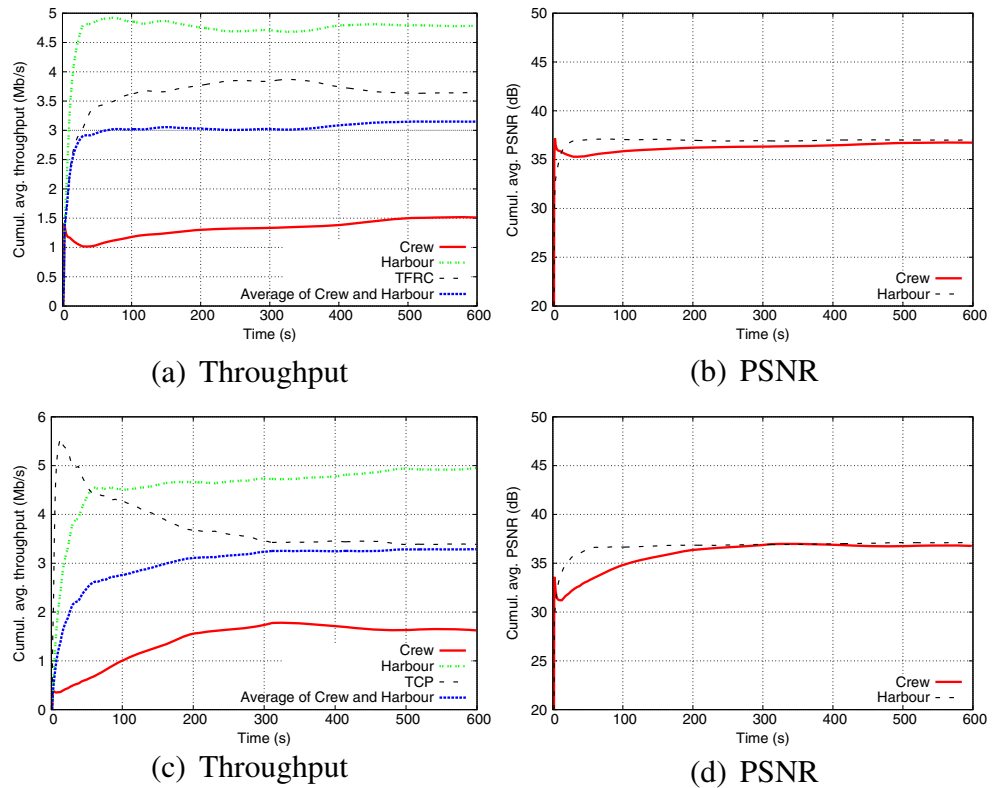 5
4.5
4
3.5
3
2.5
2
1.5
1
0.5
0
Cumul. avg. throughput (Mb/s)
0 100 200 300 400 500 600
Time (s)
Crew
Harbour
TFRC
Average of Crew and Harbour
(a) Throughput
50
45
40
35
30
25
20
Cumul. avg. PSNR (dB)
0 100 200 300 400 500 600
Time (s)
Crew
Harbour
(b) PSNR
6
5
4
3
2
1
0
Cumul. avg. throughput (Mb/s)
0 100 200 300 400 500 600
Time (s)
Crew
Harbour
TCP
Average of Crew and Harbour
(c) Throughput
50
45
40
35
30
25
20
Cumul. avg. PSNR (dB)
0 100 200 300 400 500 600
Time (s)
Crew
Harbour
(d) PSNR